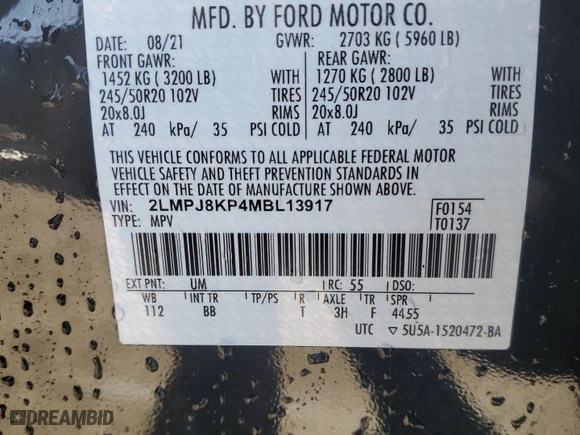 MFD. BY FORD MOTOR CO.
DATE: 08/21 GVWR: 2703 KG ( 5960 LB)
FRONT GAWR: REAR GAWR:
1452 KG ( 3200 LB) WITH 1270 KG ( 2800 LB) WITH
245/50R20 102V TIRES 245/50R20 102V TIRES
20x8.0J RIMS 20x8.0J RIMS
AT 240 kPa/ 35 PSI COLD AT 240 kPa/ 35 PSI COLD
THIS VEHICLE CONFORMS TO ALL APPLICABLE FEDERAL MOTOR
VEHICLE SAFETY AND THEFT PREVENTION STANDARDS IN
EFFECT ON THE DATE OF MANUFACTURE SHOWN ABOVE.
VIN: 2LMPJ8KP4MBL13917 F0154
TYPE: MPV T0137
EXT PNT: UM RC: 55 DSO:
WB INT TR TP/PS R AXLE TR SPR
112 BB T 3H F 4455
UTC ▽ 5U5A-1520472-BA
DREAMBID